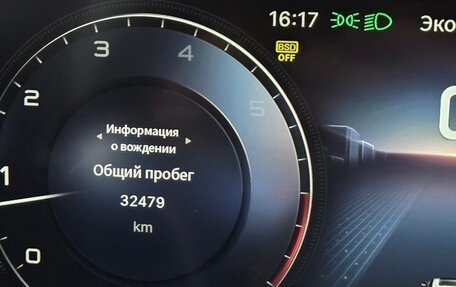 16:17
Эко
BSD
OFF
5
4
3
2
1
0
Информация
о вождении
Общий пробег
32479
km